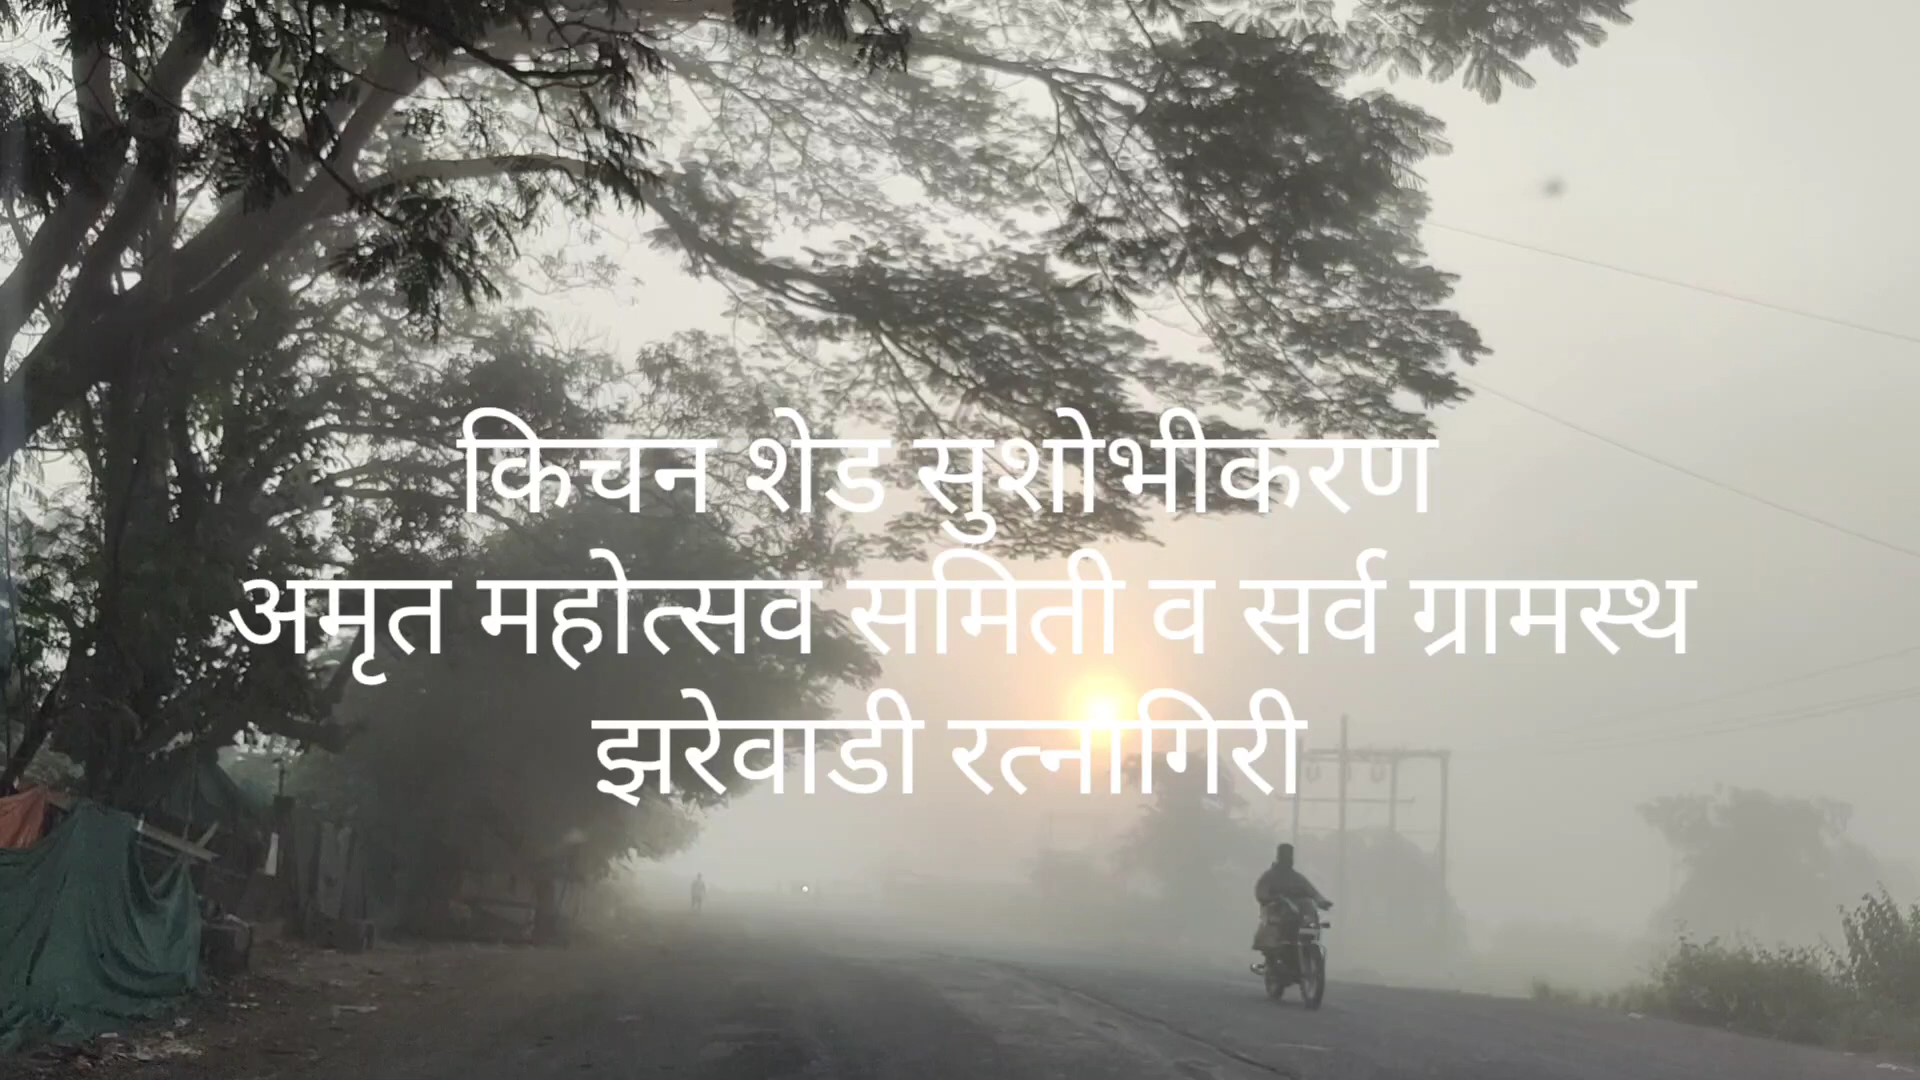 किचन शेड सुशोभीकरण
अमृत महोत्सव समिती व सर्व ग्रामस्थ
झरेवाडी रत्नागिरी